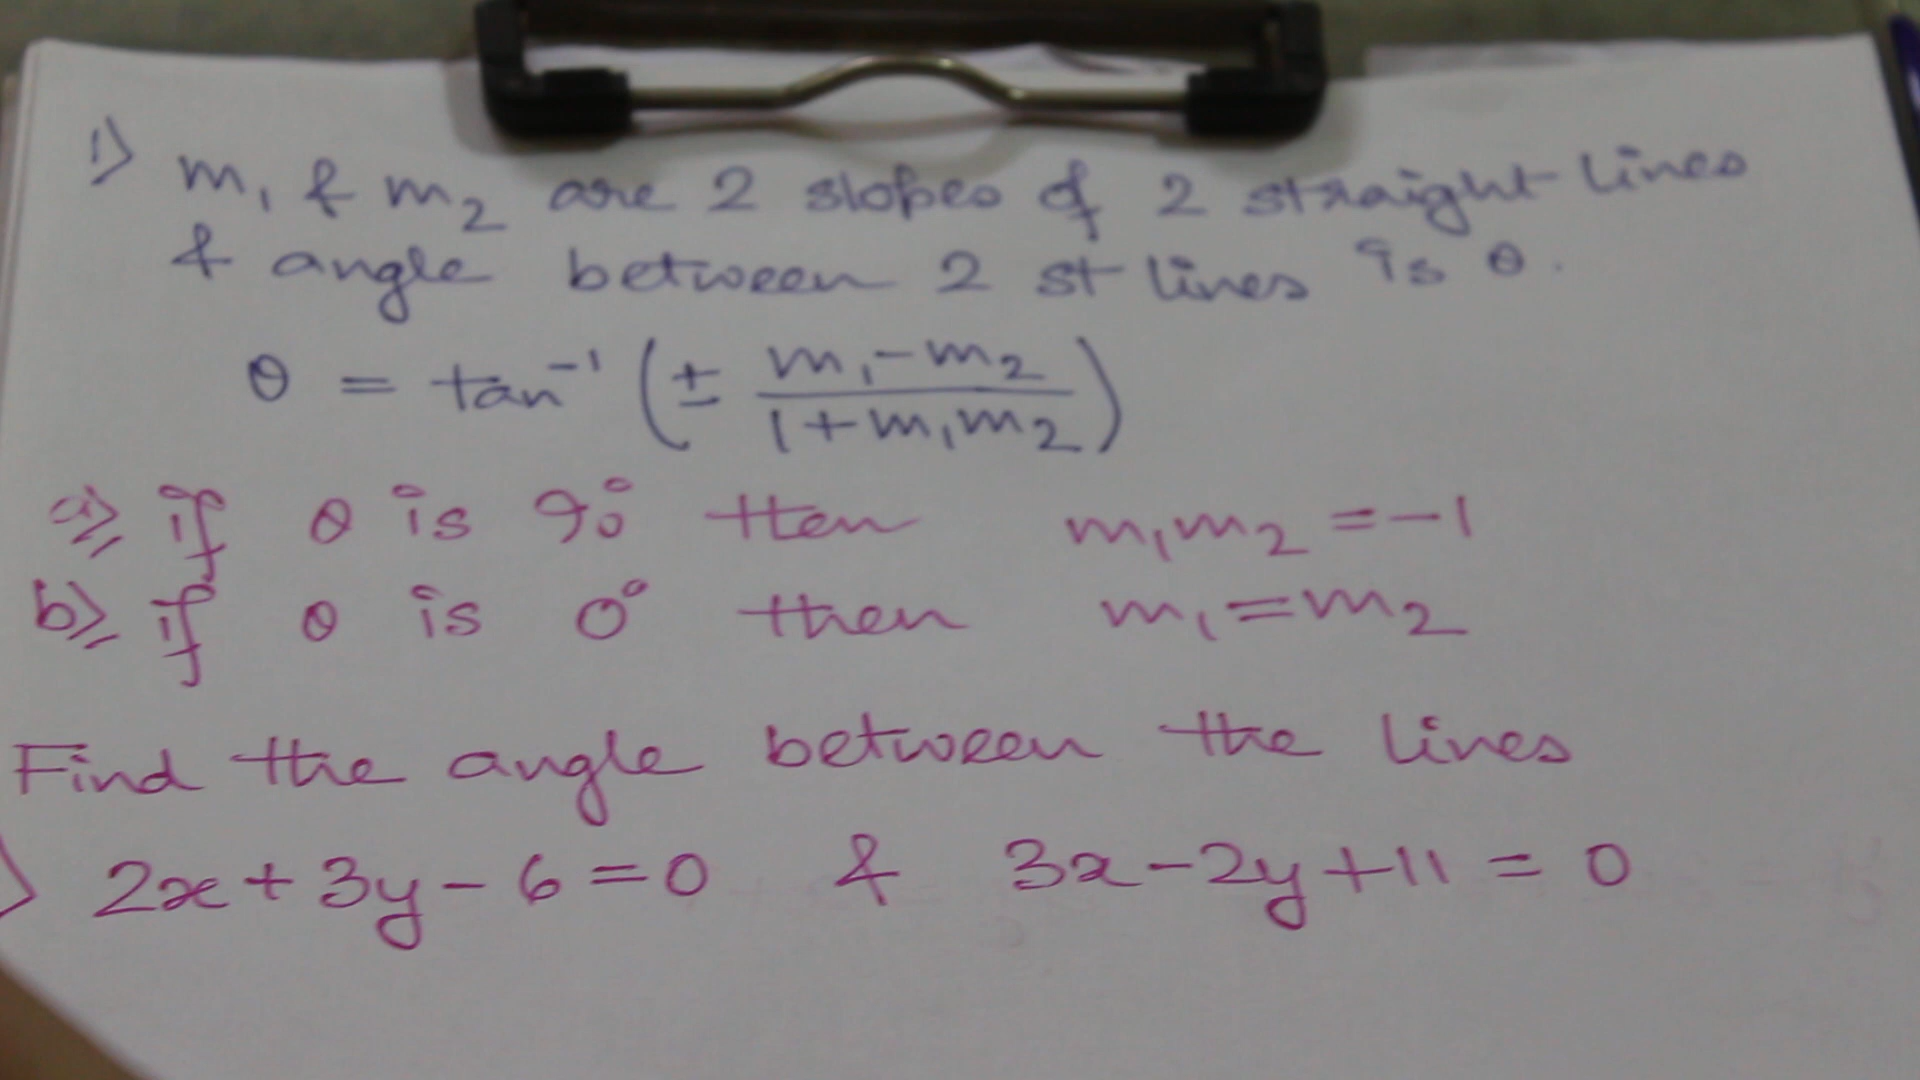 1) m₁ & m₂ are 2 slopes of 2 straight lines
& angle between 2 st lines is θ.
θ = tan⁻¹ (± (m₁-m₂)/(1+m₁m₂))
a) if θ is 90° then m₁m₂ = -1
b) if θ is 0° then m₁ = m₂
Find the angle between the lines
) 2x + 3y - 6 = 0 & 3x - 2y + 11 = 0